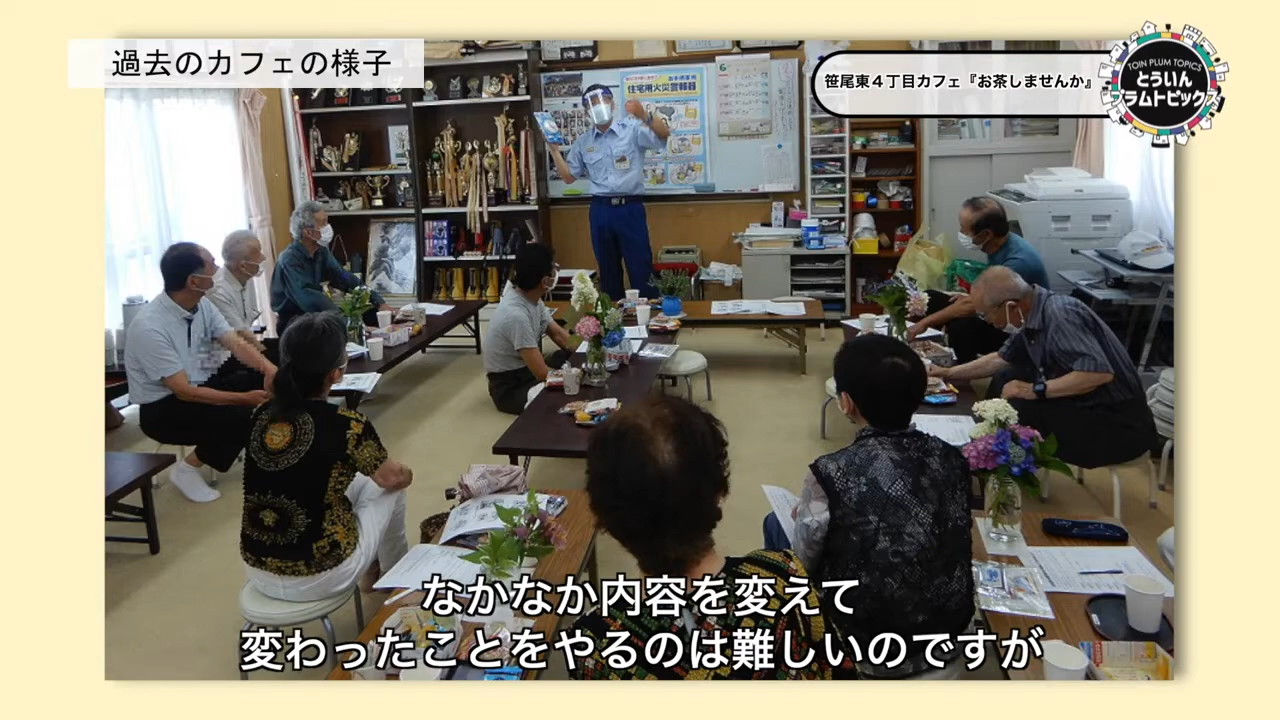 過去のカフェの様子
笹尾東4丁目カフェ『お茶しませんか』
TOIN PLUM TOPICS
とういん
プラムトピックス
住宅用火災警報器
6
なかなか内容を変えて
変わったことをやるのは難しいのですが